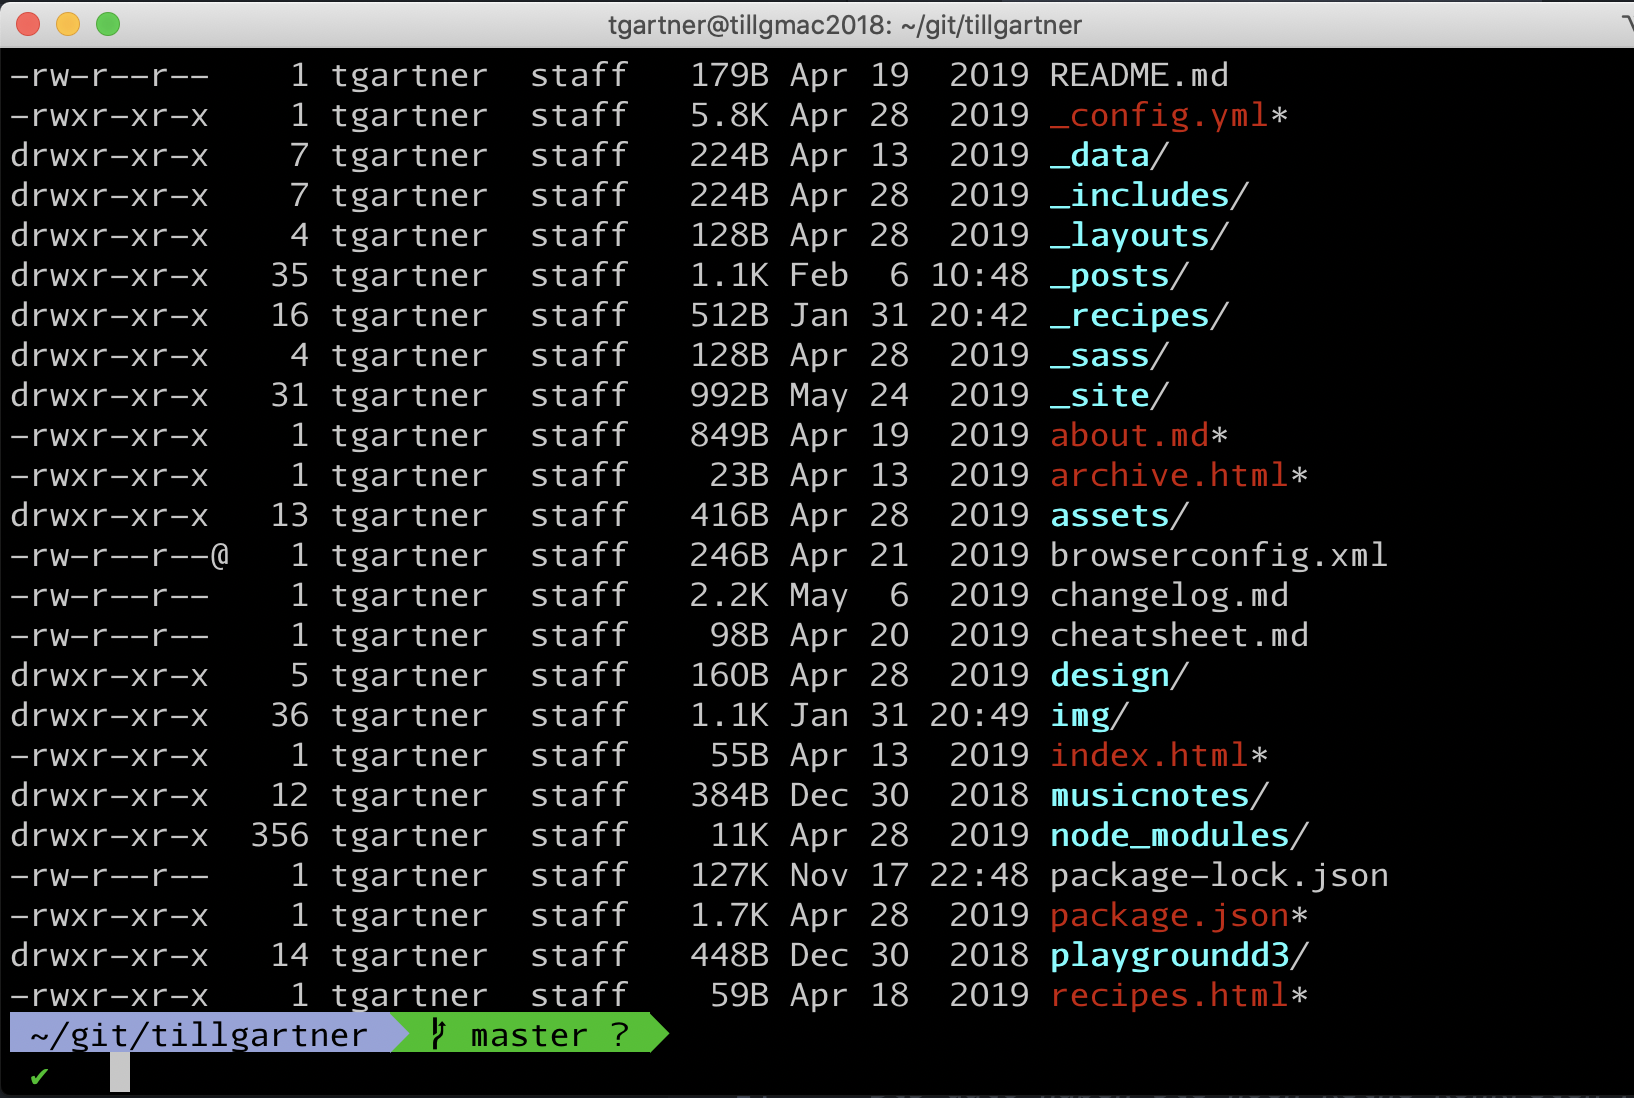 tgartner@tillgmac2018: ~/git/tillgartner
-rw-r--r-- 1 tgartner staff 179B Apr 19 2019 README.md
-rwxr-xr-x 1 tgartner staff 5.8K Apr 28 2019 _config.yml*
drwxr-xr-x 7 tgartner staff 224B Apr 13 2019 _data/
drwxr-xr-x 7 tgartner staff 224B Apr 28 2019 _includes/
drwxr-xr-x 4 tgartner staff 128B Apr 28 2019 _layouts/
drwxr-xr-x 35 tgartner staff 1.1K Feb 6 10:48 _posts/
drwxr-xr-x 16 tgartner staff 512B Jan 31 20:42 _recipes/
drwxr-xr-x 4 tgartner staff 128B Apr 28 2019 _sass/
drwxr-xr-x 31 tgartner staff 992B May 24 2019 _site/
-rwxr-xr-x 1 tgartner staff 849B Apr 19 2019 about.md*
-rwxr-xr-x 1 tgartner staff 23B Apr 13 2019 archive.html*
drwxr-xr-x 13 tgartner staff 416B Apr 28 2019 assets/
-rw-r--r--@ 1 tgartner staff 246B Apr 21 2019 browserconfig.xml
-rw-r--r-- 1 tgartner staff 2.2K May 6 2019 changelog.md
-rw-r--r-- 1 tgartner staff 98B Apr 20 2019 cheatsheet.md
drwxr-xr-x 5 tgartner staff 160B Apr 28 2019 design/
drwxr-xr-x 36 tgartner staff 1.1K Jan 31 20:49 img/
-rwxr-xr-x 1 tgartner staff 55B Apr 13 2019 index.html*
drwxr-xr-x 12 tgartner staff 384B Dec 30 2018 musicnotes/
drwxr-xr-x 356 tgartner staff 11K Apr 28 2019 node_modules/
-rw-r--r-- 1 tgartner staff 127K Nov 17 22:48 package-lock.json
-rwxr-xr-x 1 tgartner staff 1.7K Apr 28 2019 package.json*
drwxr-xr-x 14 tgartner staff 448B Dec 30 2018 playgroundd3/
-rwxr-xr-x 1 tgartner staff 59B Apr 18 2019 recipes.html*
~/git/tillgartner master ?
✔